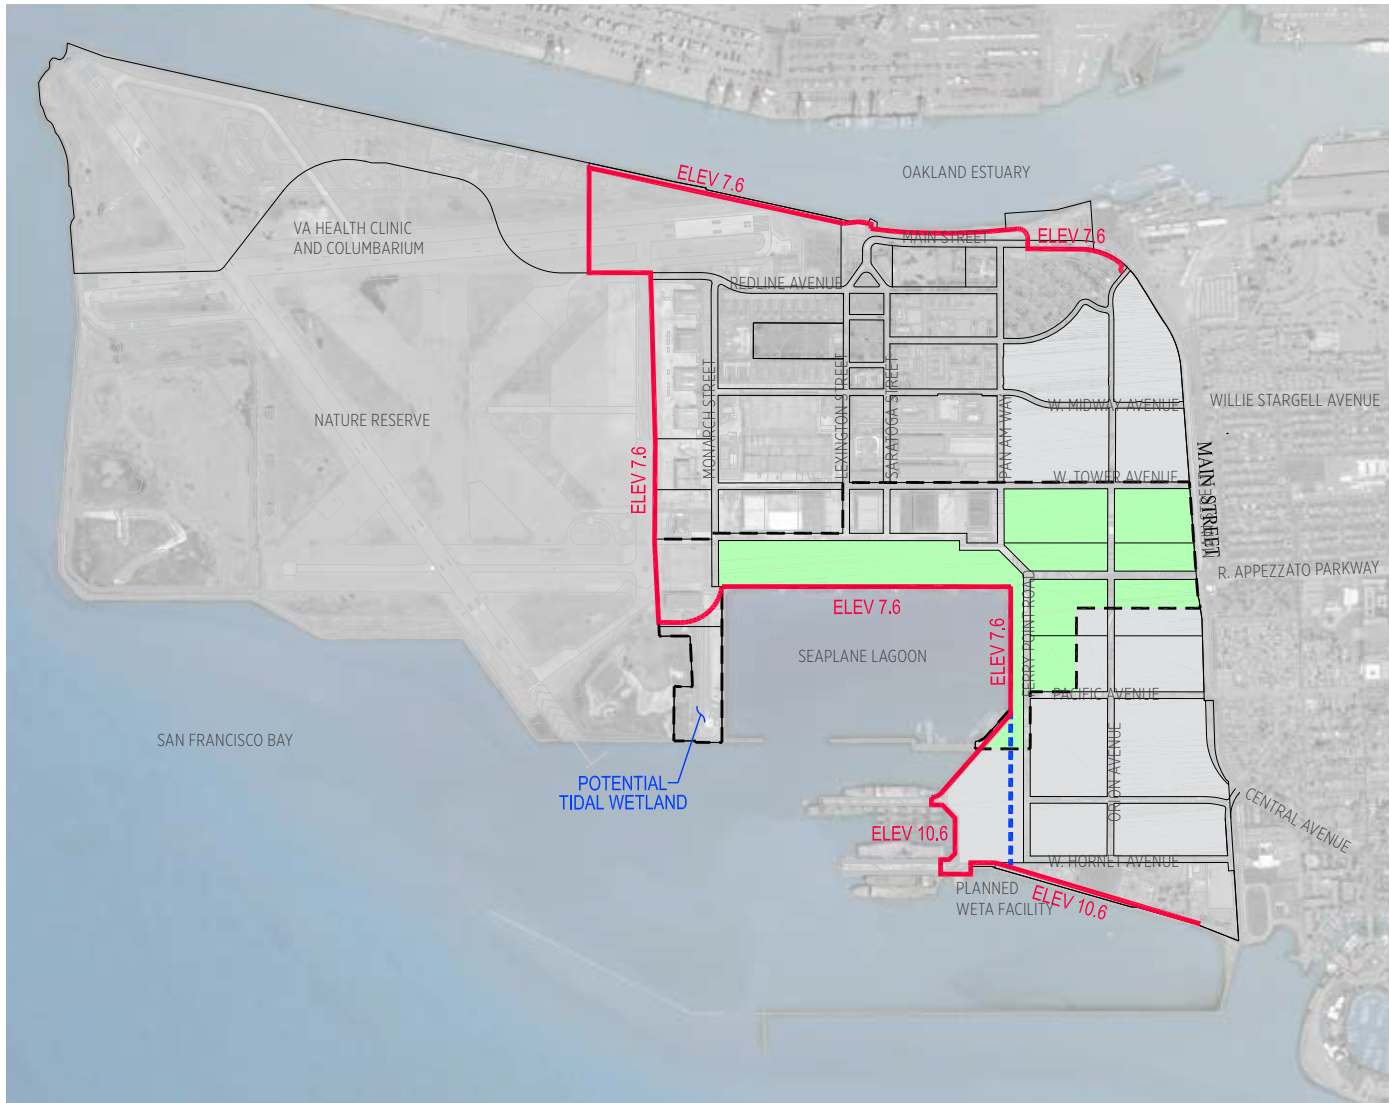 OAKLAND ESTUARY
ELEV 7.6
VA HEALTH CLINIC
AND COLUMBARIUM
MAIN STREET
ELEV 7.6
REDLINE AVENUE
MONARCH STREET
LEXINGTON STREET
SARATOGA STREET
PAN AM WAY
W. MIDWAY AVENUE
WILLIE STARGELL AVENUE
NATURE RESERVE
ELEV 7.6
W. TOWER AVENUE
MAIN STREET
R. APPEZZATO PARKWAY
ELEV 7.6
ELEV 7.6
FERRY POINT ROAD
SEAPLANE LAGOON
PACIFIC AVENUE
SAN FRANCISCO BAY
ORION AVENUE
POTENTIAL
TIDAL WETLAND
CENTRAL AVENUE
ELEV 10.6
W. HORNET AVENUE
PLANNED
WETA FACILITY
ELEV 10.6